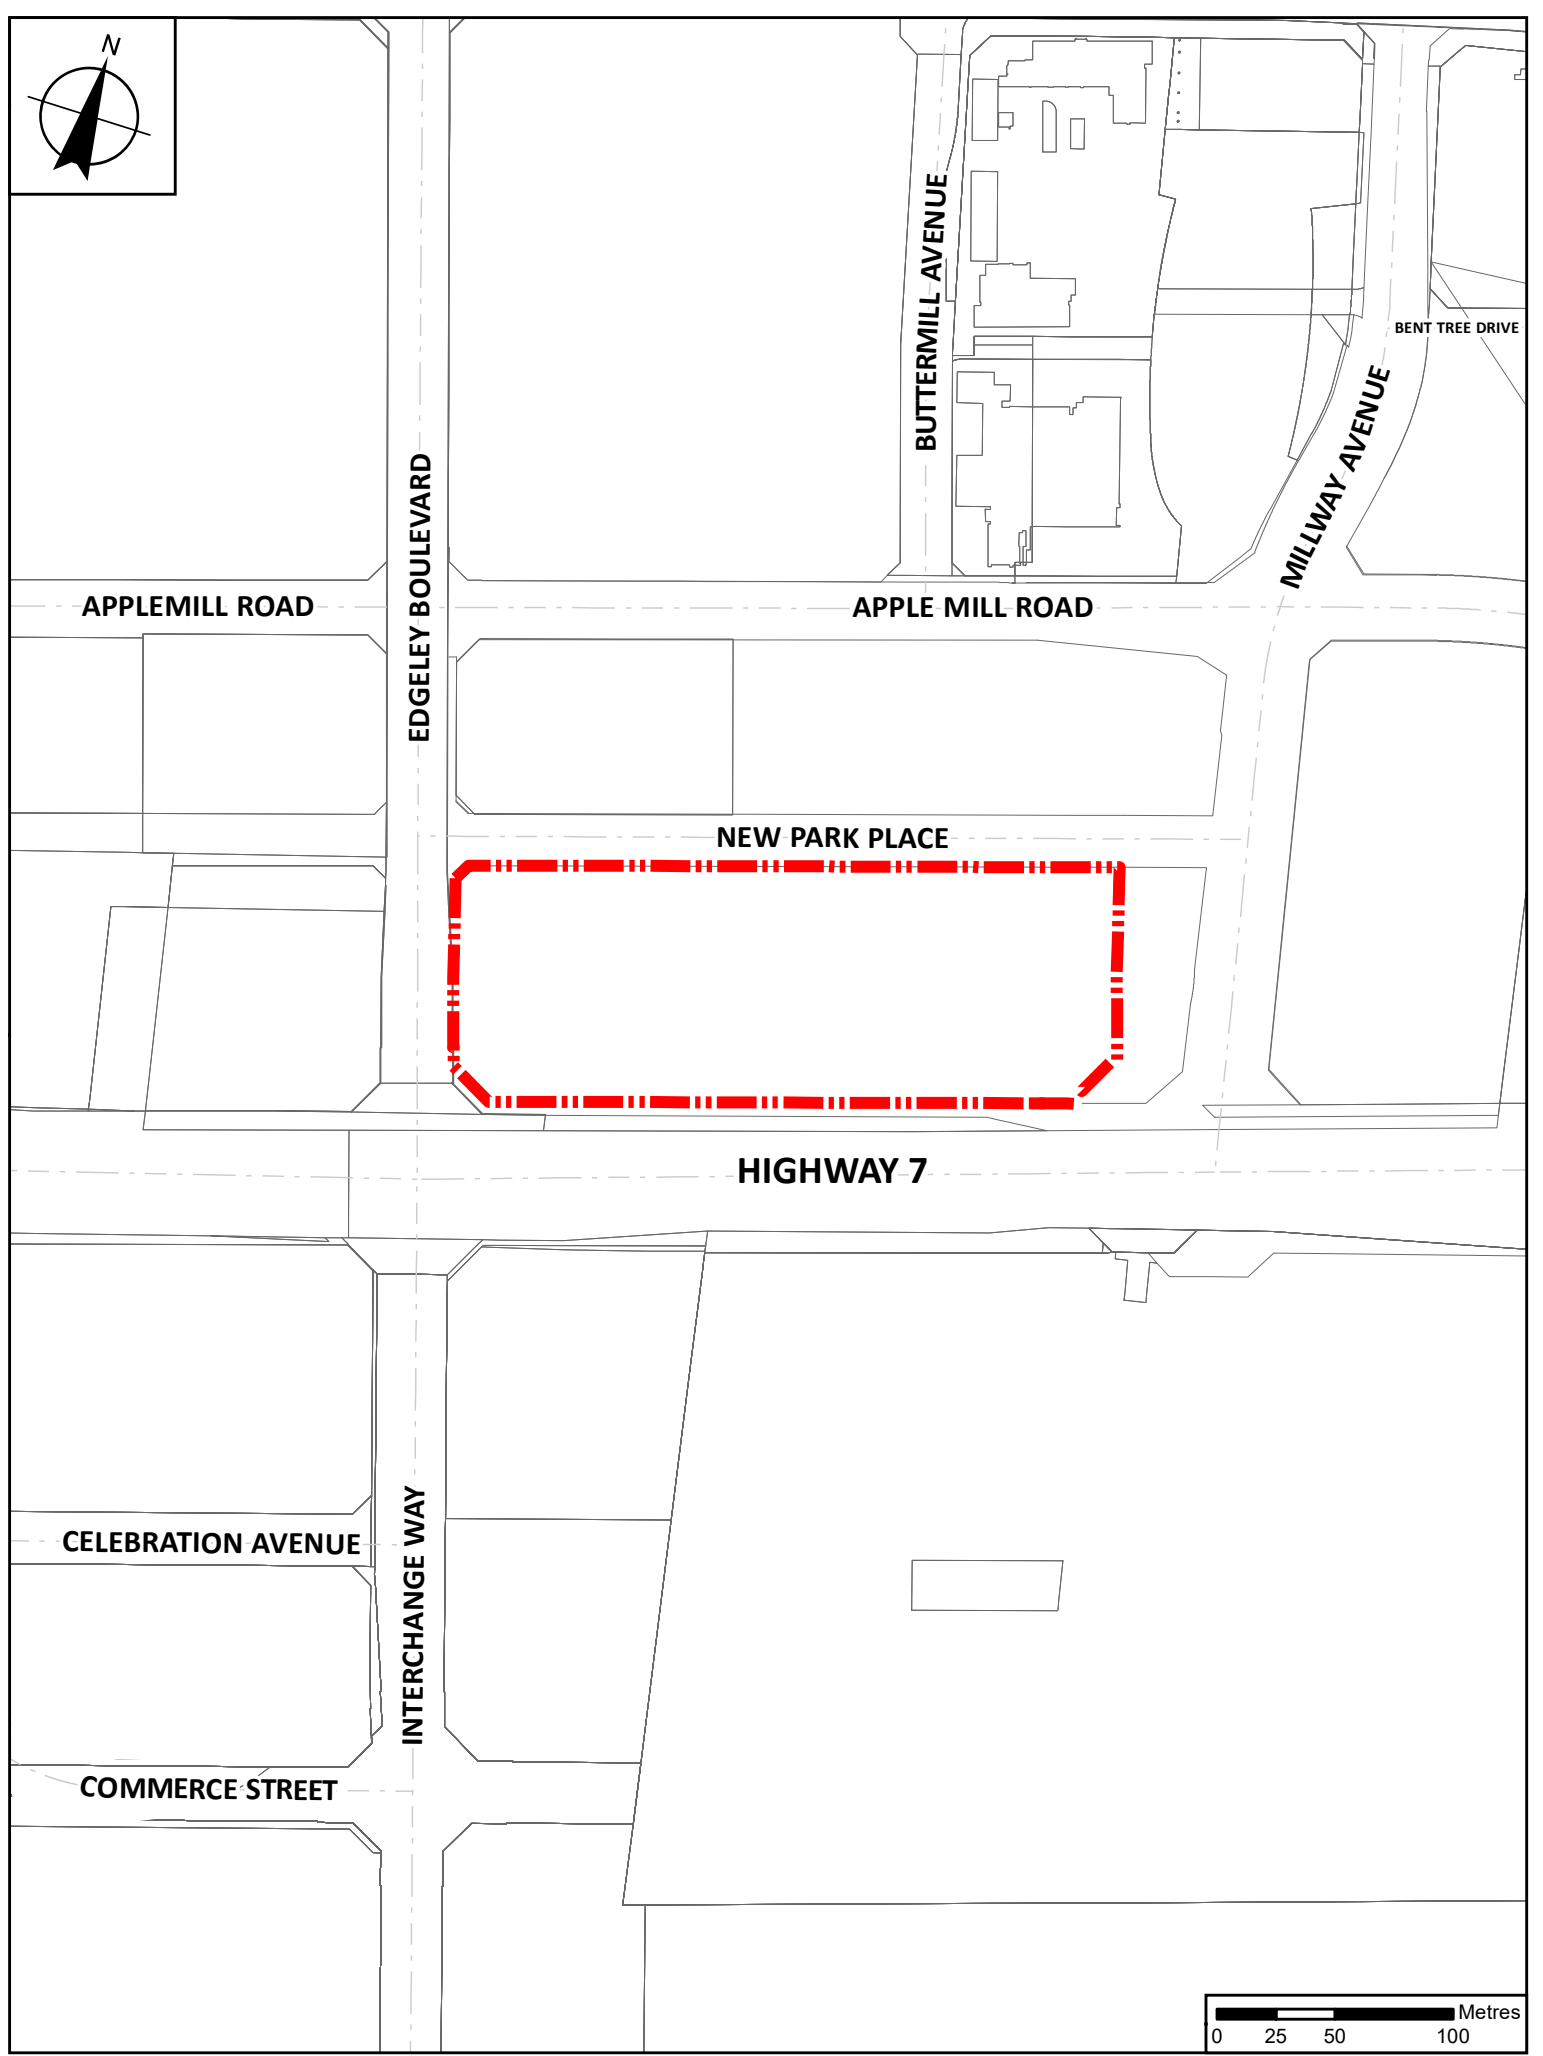 N
BUTTERMILL AVENUE
BENT TREE DRIVE
MILLWAY AVENUE
EDGELEY BOULEVARD
APPLEMILL ROAD
APPLE MILL ROAD
NEW PARK PLACE
HIGHWAY 7
INTERCHANGE WAY
CELEBRATION AVENUE
COMMERCE STREET
Metres
0 25 50 100